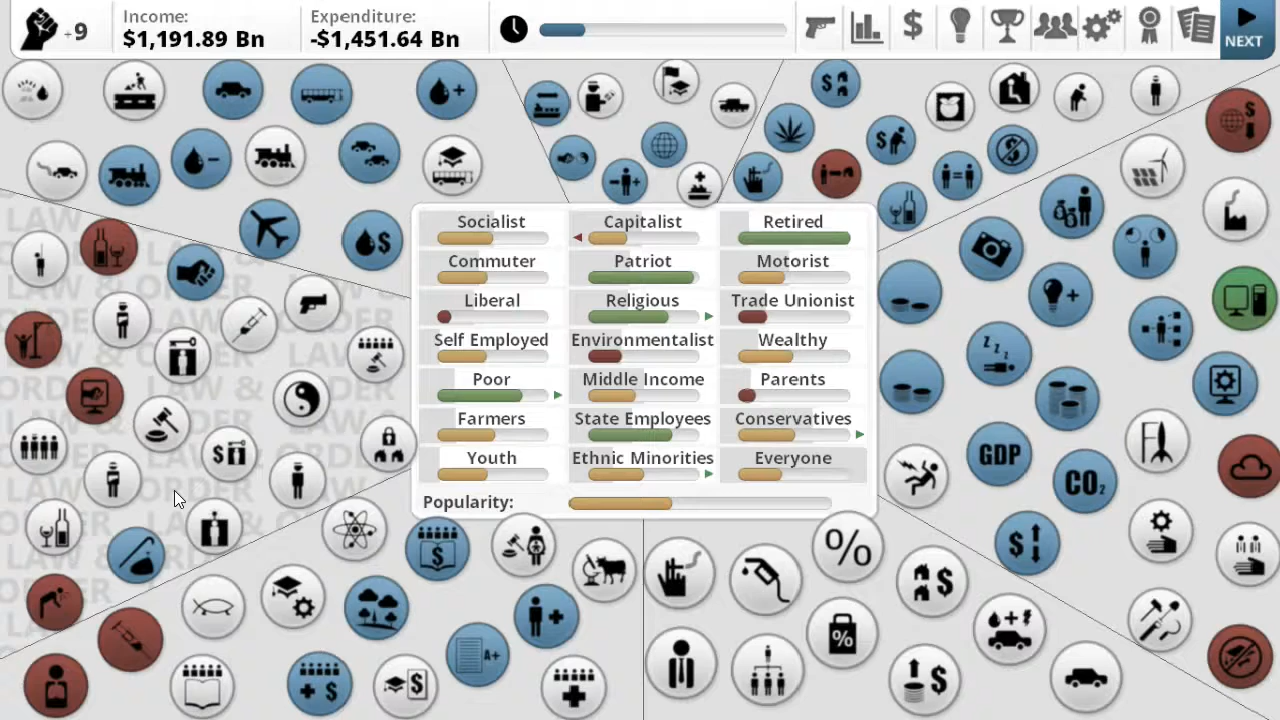 Income:
Expenditure:
+9
$1,191.89 Bn
-$1,451.64 Bn
NEXT
Socialist
Capitalist
Retired
Commuter
Patriot
Motorist
Liberal
Religious
Trade Unionist
Self Employed
Environmentalist
Wealthy
Poor
Middle Income
Parents
Farmers
State Employees
Conservatives
Youth
Ethnic Minorities
Everyone
Popularity:
LAW & ORDER
GDP
CO₂
A+
%
%